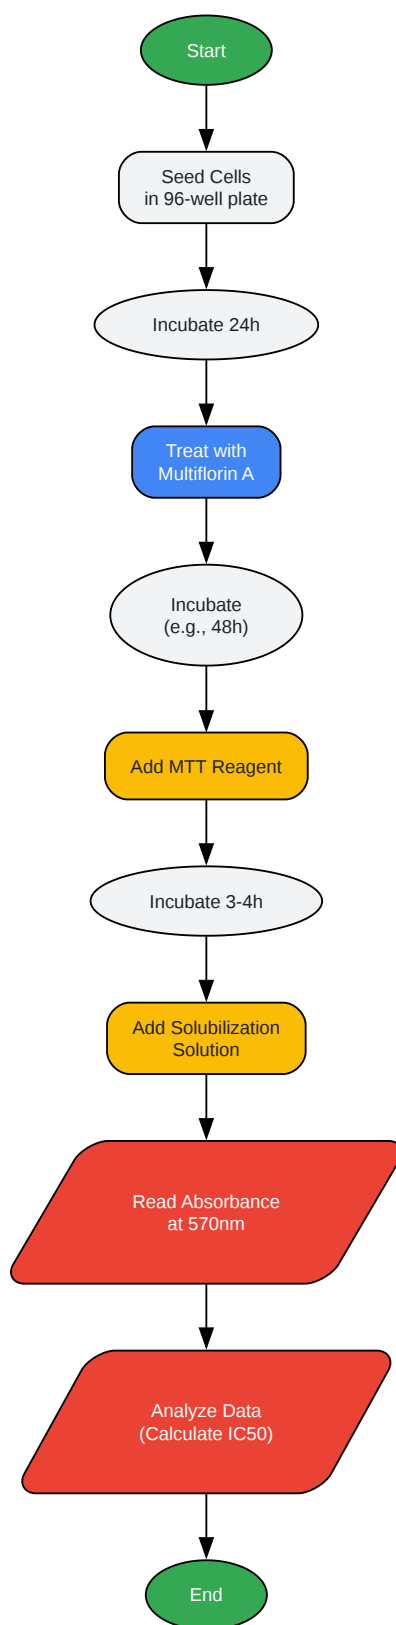 Start
Seed Cells
in 96-well plate
Incubate 24h
Treat with
Multiflorin A
Incubate
(e.g., 48h)
Add MTT Reagent
Incubate 3-4h
Add Solubilization
Solution
Read Absorbance
at 570nm
Analyze Data
(Calculate IC50)
End